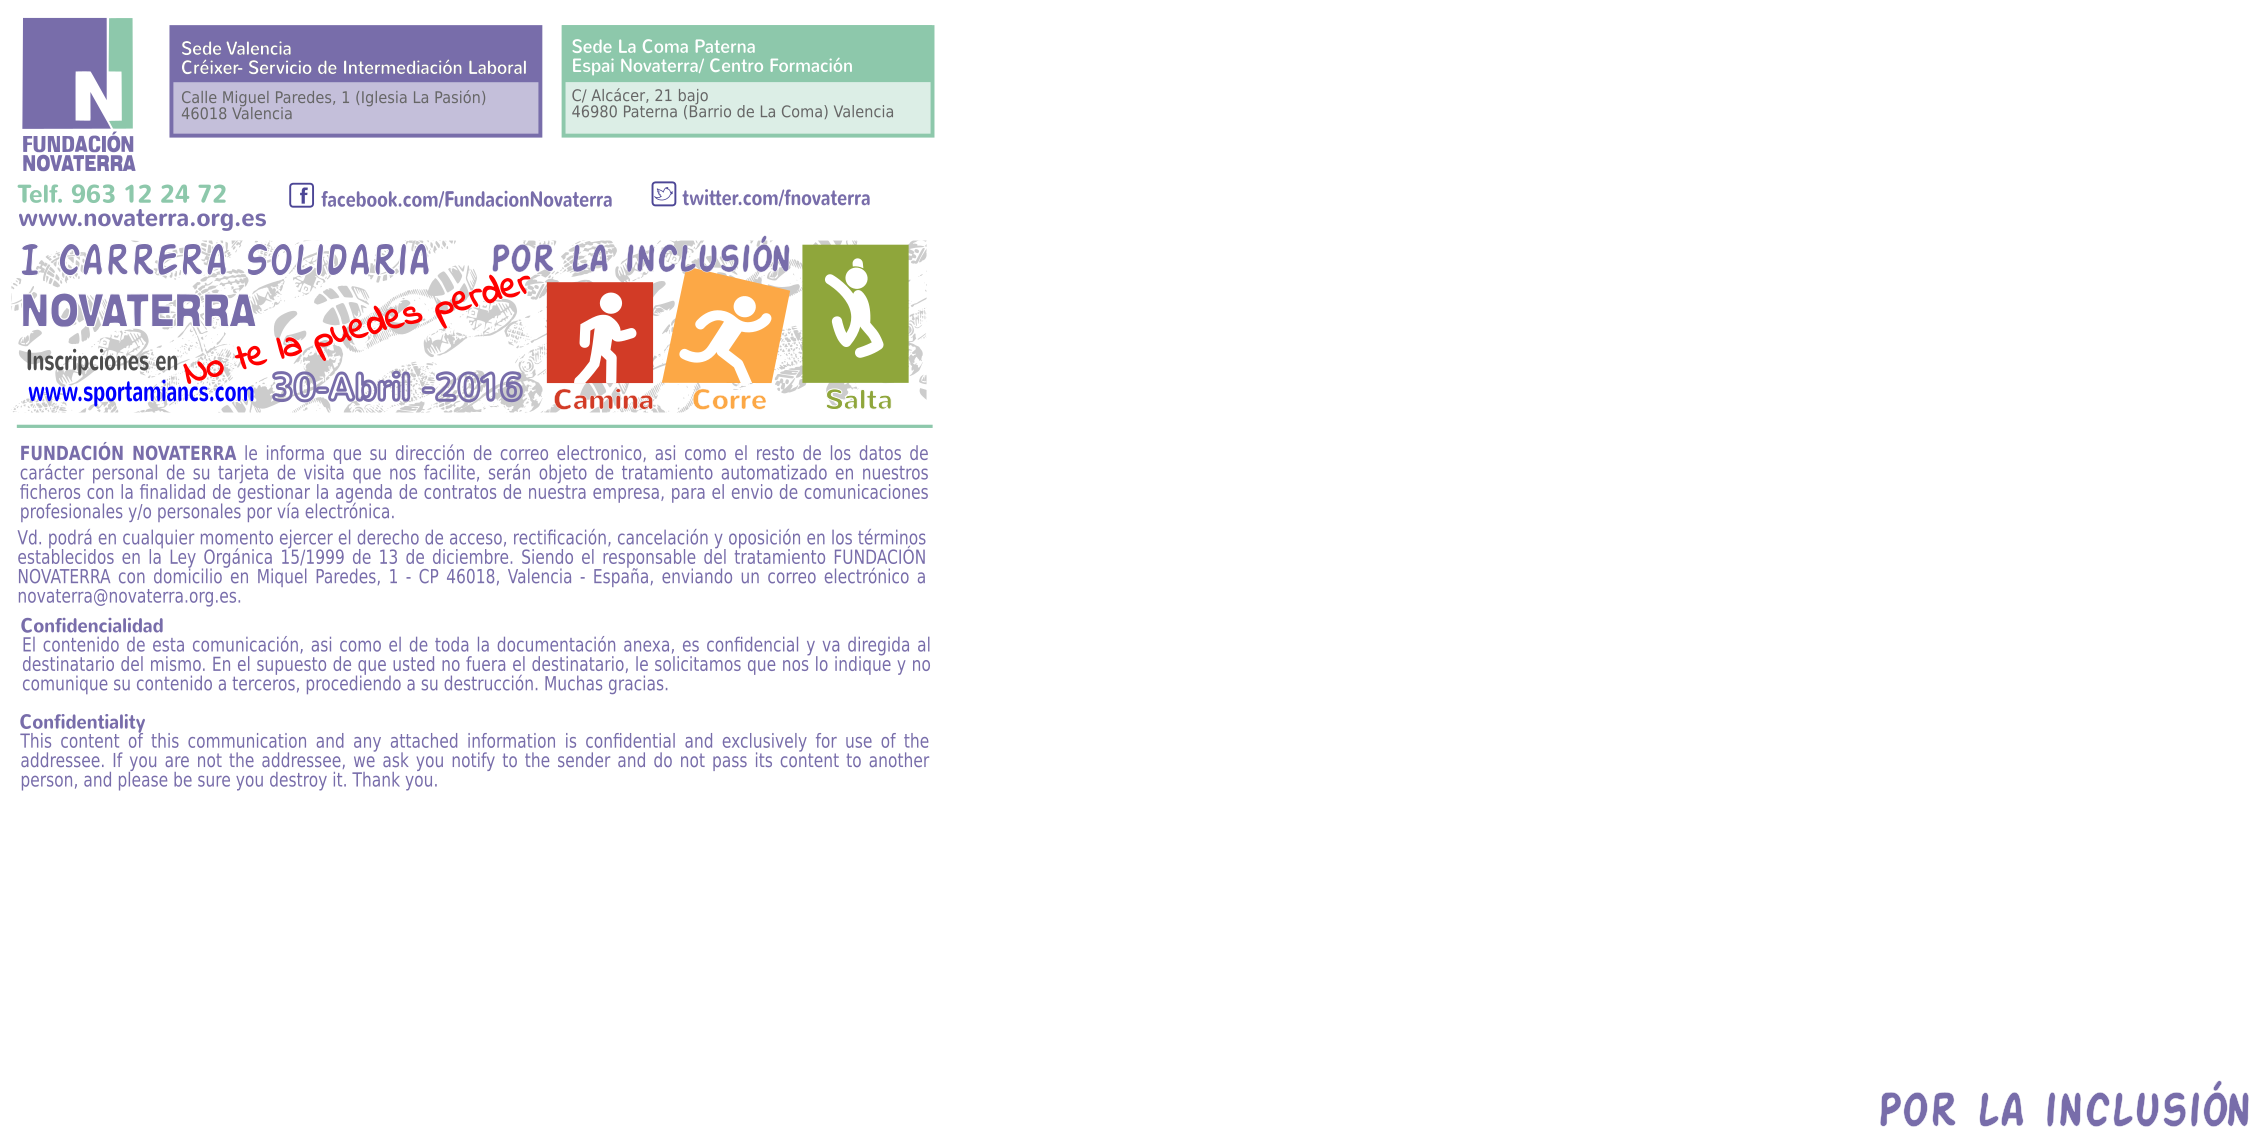 N
FUNDACIÓN
NOVATERRA
Sede Valencia
Créixer- Servicio de Intermediación Laboral
Calle Miguel Paredes, 1 (Iglesia La Pasión)
46018 Valencia
Sede La Coma Paterna
Espai Novaterra/ Centro Formación
C/ Alcácer, 21 bajo
46980 Paterna (Barrio de La Coma) Valencia
Telf. 963 12 24 72
www.novaterra.org.es
f facebook.com/FundacionNovaterra
twitter.com/fnovaterra
I CARRERA SOLIDARIA POR LA INCLUSIÓN
NOVATERRA
No te la puedes perder
Inscripciones en
www.sportamiancs.com
30-Abril -2016
Camina
Corre
Salta
FUNDACIÓN NOVATERRA le informa que su dirección de correo electronico, asi como el resto de los datos de
carácter personal de su tarjeta de visita que nos facilite, serán objeto de tratamiento automatizado en nuestros
ficheros con la finalidad de gestionar la agenda de contratos de nuestra empresa, para el envio de comunicaciones
profesionales y/o personales por vía electrónica.
Vd. podrá en cualquier momento ejercer el derecho de acceso, rectificación, cancelación y oposición en los términos
establecidos en la Ley Orgánica 15/1999 de 13 de diciembre. Siendo el responsable del tratamiento FUNDACIÓN
NOVATERRA con domicilio en Miquel Paredes, 1 - CP 46018, Valencia - España, enviando un correo electrónico a
novaterra@novaterra.org.es.
Confidencialidad
El contenido de esta comunicación, asi como el de toda la documentación anexa, es confidencial y va diregida al
destinatario del mismo. En el supuesto de que usted no fuera el destinatario, le solicitamos que nos lo indique y no
comunique su contenido a terceros, procediendo a su destrucción. Muchas gracias.
Confidentiality
This content of this communication and any attached information is confidential and exclusively for use of the
addressee. If you are not the addressee, we ask you notify to the sender and do not pass its content to another
person, and please be sure you destroy it. Thank you.
POR LA INCLUSIÓN